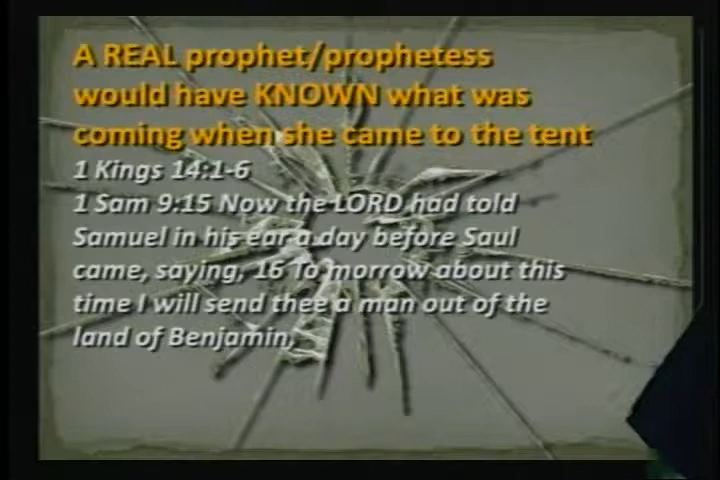 A REAL prophet/prophetess
would have KNOWN what was
coming when she came to the tent
1 Kings 14:1-6
1 Sam 9:15 Now the LORD had told
Samuel in his ear a day before Saul
came, saying, 16 To morrow about this
time I will send thee a man out of the
land of Benjamin,